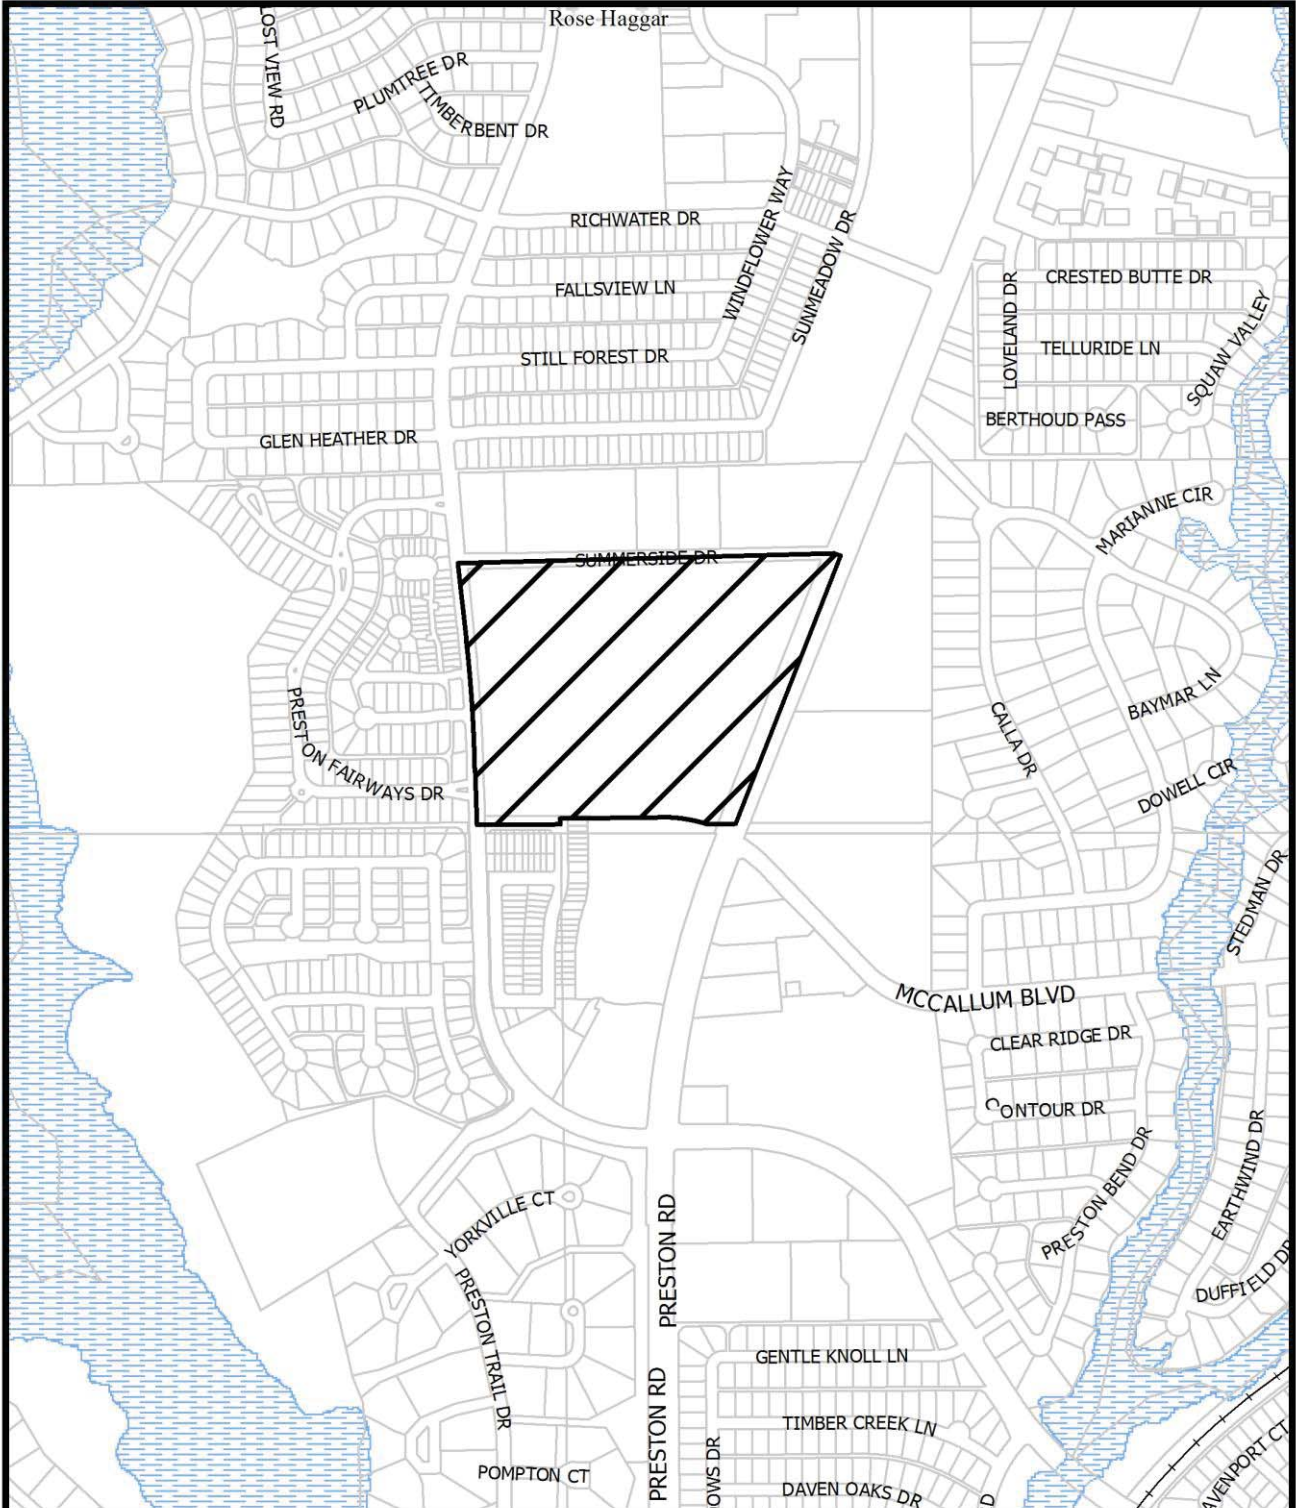 Rose Haggar
LOST VIEW RD
PLUMTREE DR
TIMBERBENT DR
RICHWATER DR
WINDFLOWER WAY
SUNMEADOW DR
FALLSVIEW LN
CRESTED BUTTE DR
LOVELAND DR
STILL FOREST DR
TELLURIDE LN
SQUAW VALLEY
BERTHOUD PASS
GLEN HEATHER DR
MARIANNE CIR
SUMMERSIDE DR
BAYMAR LN
PRESTON FAIRWAYS DR
CALLA DR
DOWELL CIR
STEDMAN DR
MCCALLUM BLVD
CLEAR RIDGE DR
CONTOUR DR
PRESTON BEND DR
EARTHWIND DR
YORKVILLE CT
PRESTON RD
DUFFIELD DR
PRESTON TRAIL DR
GENTLE KNOLL LN
PRESTON RD
TIMBER CREEK LN
OWS DR
POMPTON CT
DAVEN OAKS DR
D
AVENPORT CT